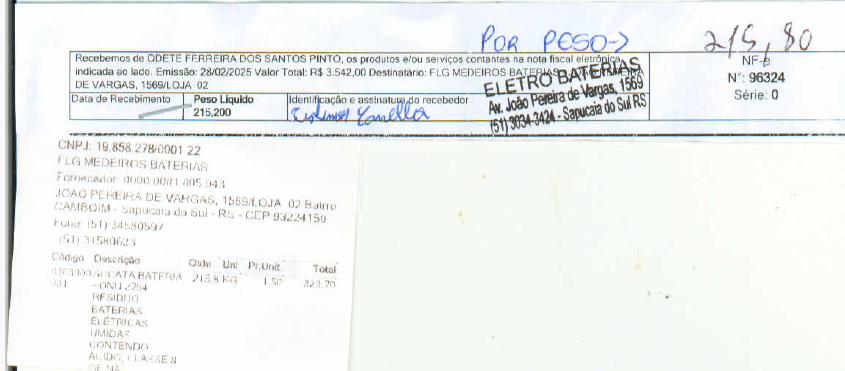 POR PESO→ 215,80
Recebemos de ODETE FERREIRA DOS SANTOS PINTO, os produtos e/ou serviços contantes na nota fiscal eletrônica
indicada ao lado. Emissão: 28/02/2025 Valor Total: R$ 3.542,00 Destinatário: FLG MEDEIROS BATERIAS
DE VARGAS, 1569/LOJA 02
NF-e
N°: 96324
Série: 0
ELETRO BATERIAS
Av. João Pereira de Vargas, 1569
(51) 3034-3424 - Sapucaia do Sul RS
Data de Recebimento Peso Liquido Identificação e assinatura do recebedor
215,200
CNPJ: 19.858.278/0001 22
FLG MEDEIROS BATERIAS
Fornecedor: 0000.0001.005.943
JOAO PEREIRA DE VARGAS, 1569/LOJA 02 Bairro
CAMBOIM - Sapucaia do Sul - RS - CEP 93224150
Fone: (51) 34580597
(51) 34580623
Código Descrição Qtde. Uni Pr.Unit. Total
SUCATA BATERIA 215,8 KG 1,50 323,70
001 - ONU 2794
RESIDUO
BATERIAS
ELÉTRICAS
UMIDAS
CONTENDO
ACIDO, CLASSE 8